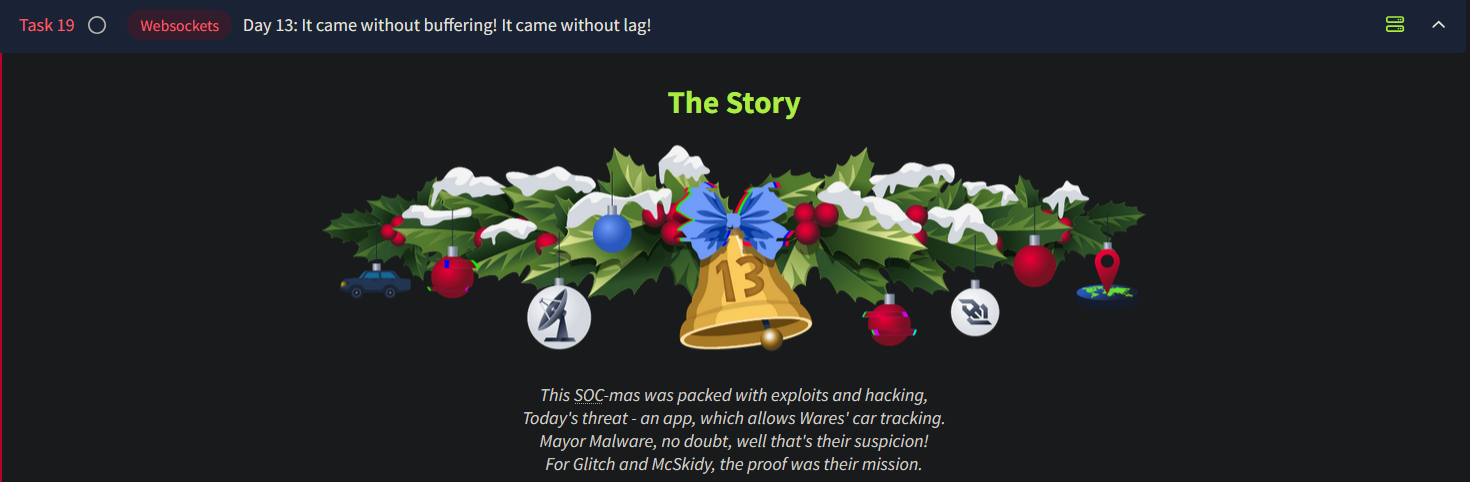 Task 19 Websockets Day 13: It came without buffering! It came without lag!
The Story
13
This SOC-mas was packed with exploits and hacking,
Today's threat - an app, which allows Wares' car tracking.
Mayor Malware, no doubt, well that's their suspicion!
For Glitch and McSkidy, the proof was their mission.